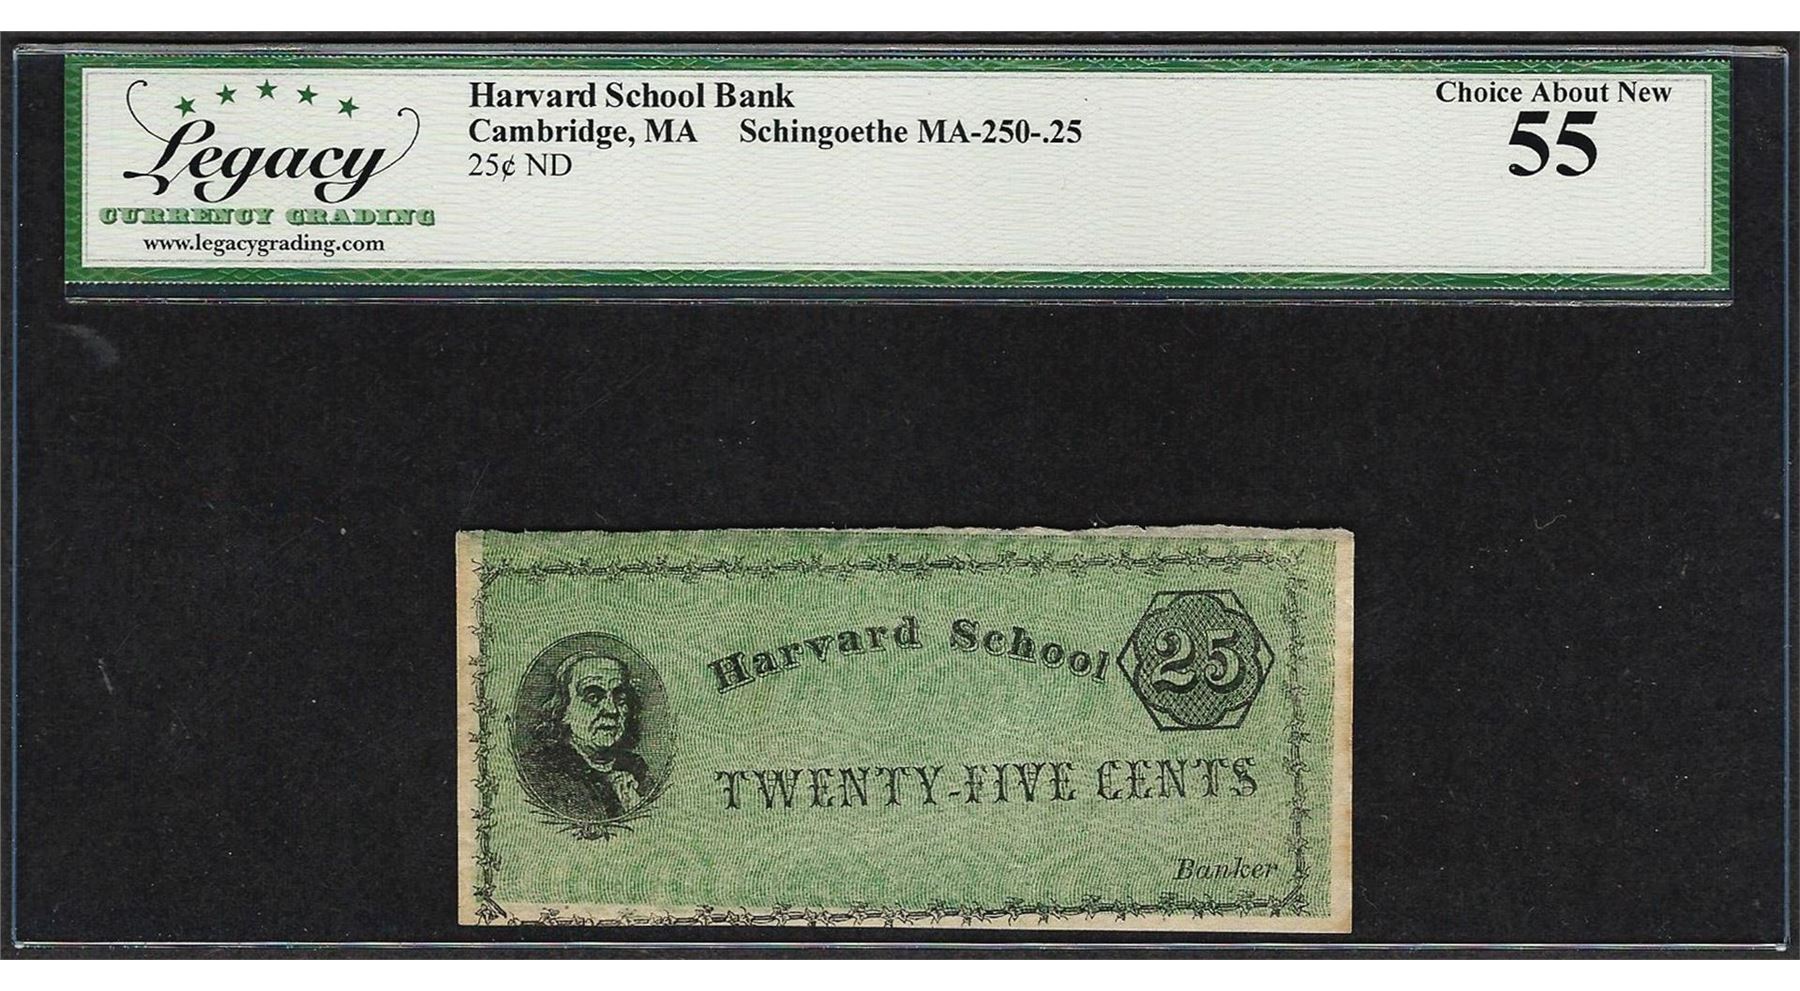 Legacy
CURRENCY GRADING
www.legacygrading.com
Harvard School Bank
Cambridge, MA Schingoethe MA-250-.25
25¢ ND
Choice About New
55
Harvard School
25
TWENTY-FIVE CENTS
Banker